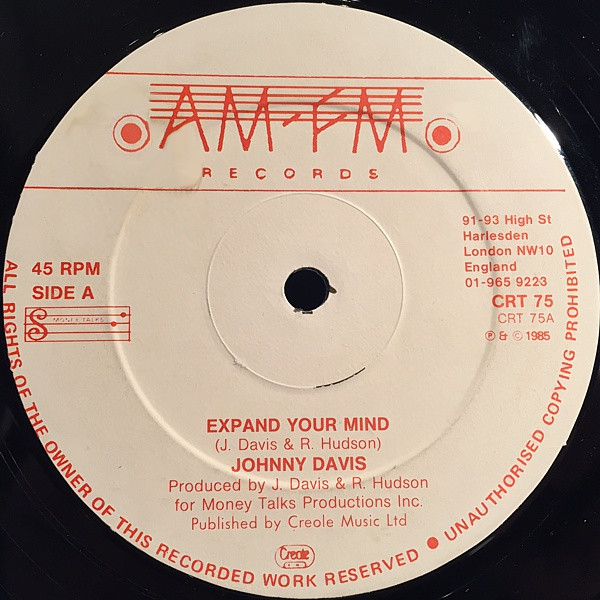 AM-FM
RECORDS
91-93 High St
Harlesden
London NW10
England
01-965 9223
CRT 75
CRT 75A
℗ & © 1985
45 RPM
SIDE A
MONEY TALKS
EXPAND YOUR MIND
(J. Davis & R. Hudson)
JOHNNY DAVIS
Produced by J. Davis & R. Hudson
for Money Talks Productions Inc.
Published by Creole Music Ltd
Creole
ALL RIGHTS OF THE OWNER OF THIS RECORDED WORK RESERVED ● UNAUTHORISED COPYING PROHIBITED